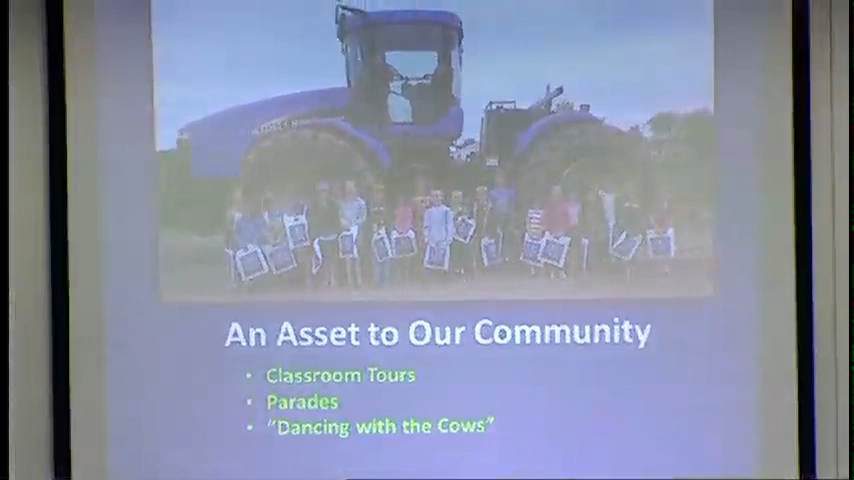 An Asset to Our Community
• Classroom Tours
• Parades
• "Dancing with the Cows"